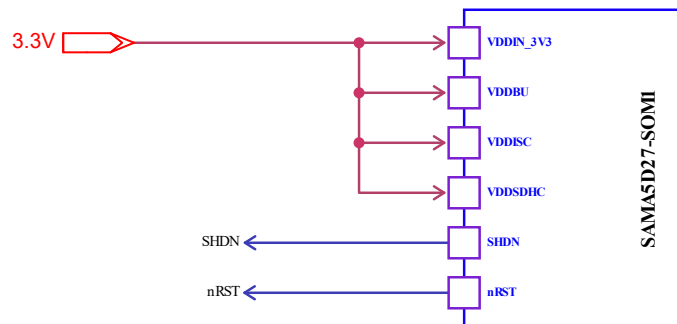 3.3V
VDDIN_3V3
VDDBU
VDDISC
VDDSDHC
SHDN
SHDN
nRST
nRST
SAMA5D27-SOM1